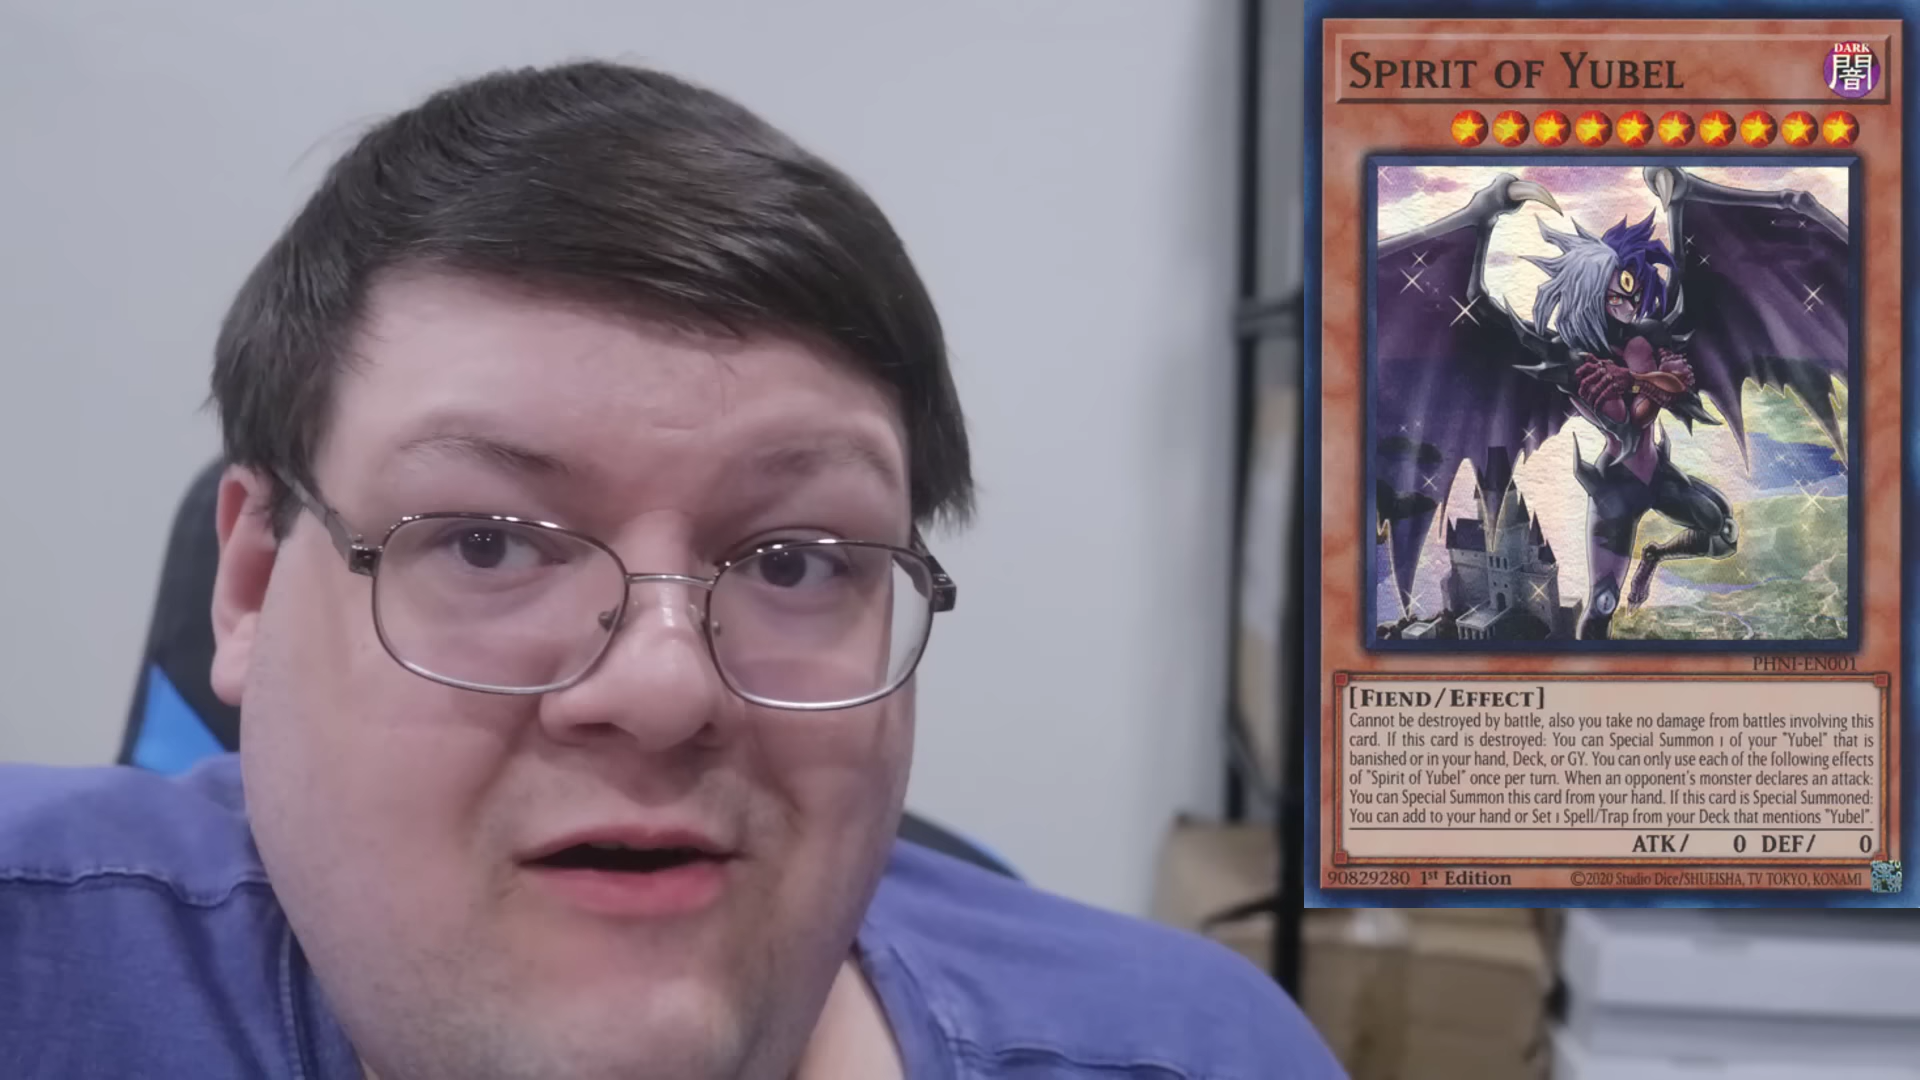 SPIRIT OF YUBEL
DARK
闇
PHNI-EN001
[FIEND/EFFECT]
Cannot be destroyed by battle, also you take no damage from battles involving this
card. If this card is destroyed: You can Special Summon 1 of your "Yubel" that is
banished or in your hand, Deck, or GY. You can only use each of the following effects
of "Spirit of Yubel" once per turn. When an opponent's monster declares an attack:
You can Special Summon this card from your hand. If this card is Special Summoned:
You can add to your hand or Set 1 Spell/Trap from your Deck that mentions "Yubel".
ATK/ 0 DEF/ 0
90829280 1st Edition ©2020 Studio Dice/SHUEISHA, TV TOKYO, KONAMI